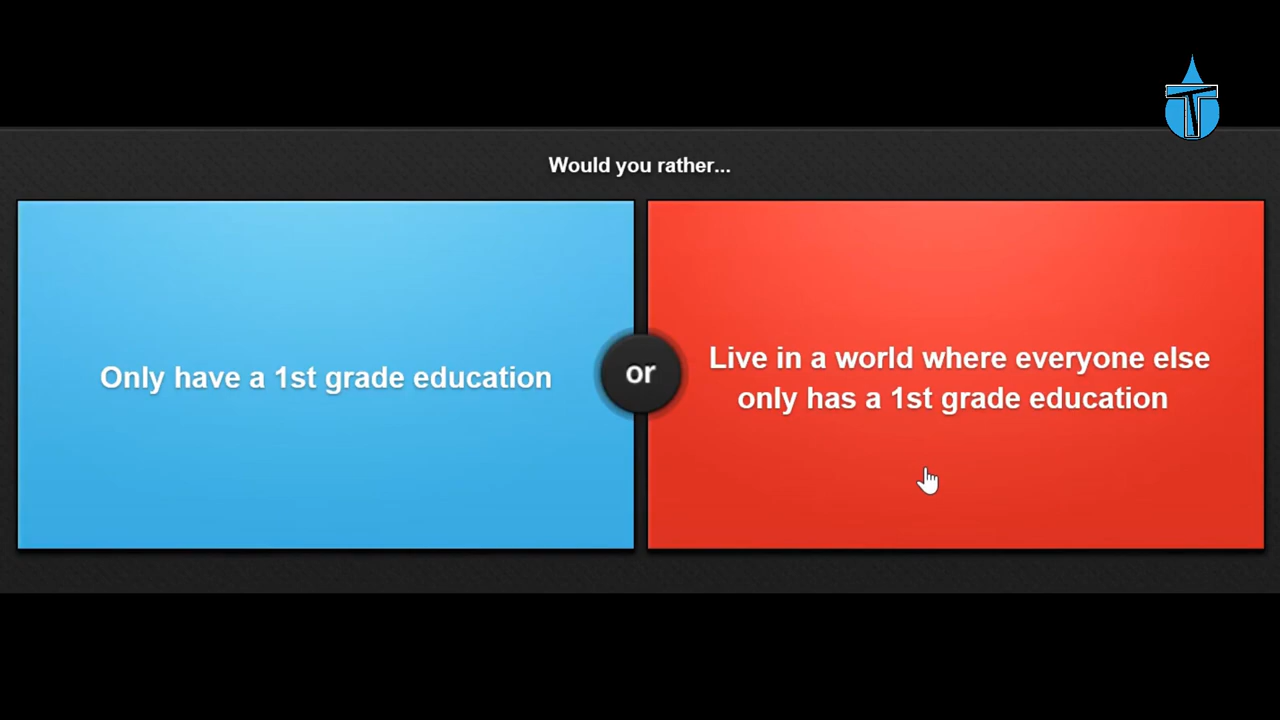 Would you rather...
Only have a 1st grade education
or
Live in a world where everyone else
only has a 1st grade education
T